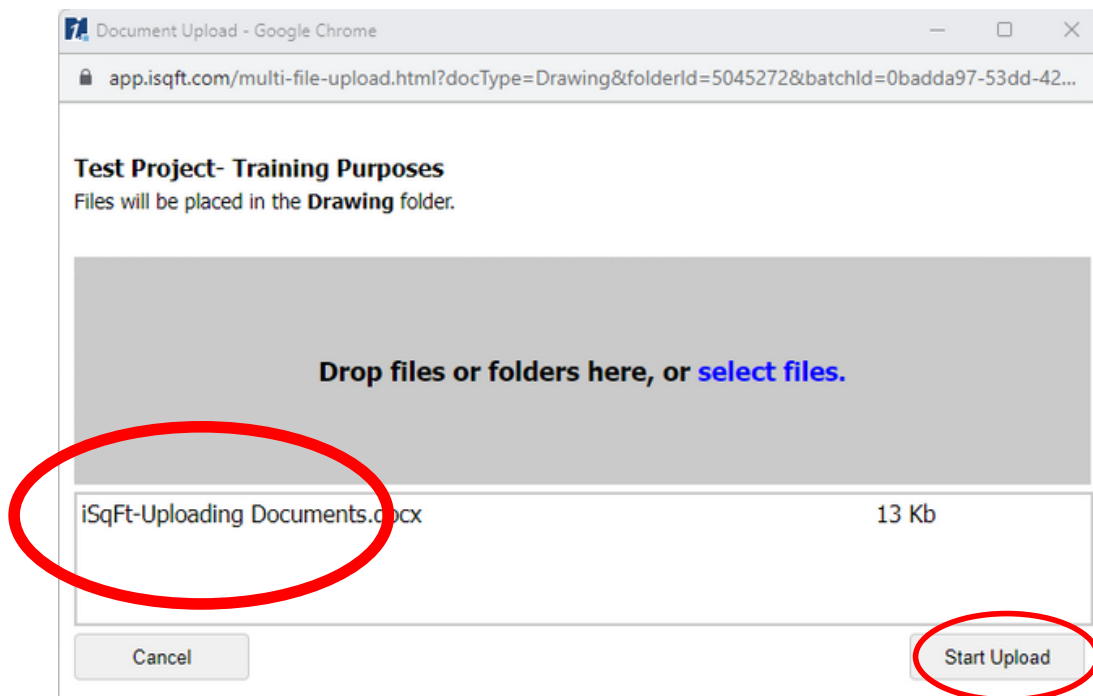 Document Upload - Google Chrome
app.isqft.com/multi-file-upload.html?docType=Drawing&folderId=5045272&batchId=0badda97-53dd-42...
Test Project- Training Purposes
Files will be placed in the Drawing folder.
Drop files or folders here, or select files.
iSqFt-Uploading Documents.docx 13 Kb
Cancel Start Upload